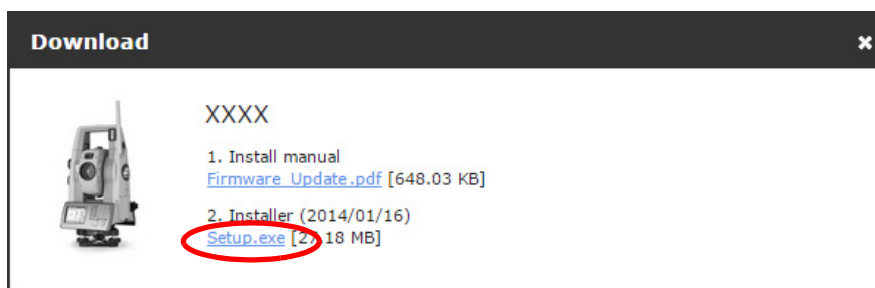 Download
XXXX
1. Install manual
Firmware_Update.pdf [648.03 KB]
2. Installer (2014/01/16)
Setup.exe [27.18 MB]